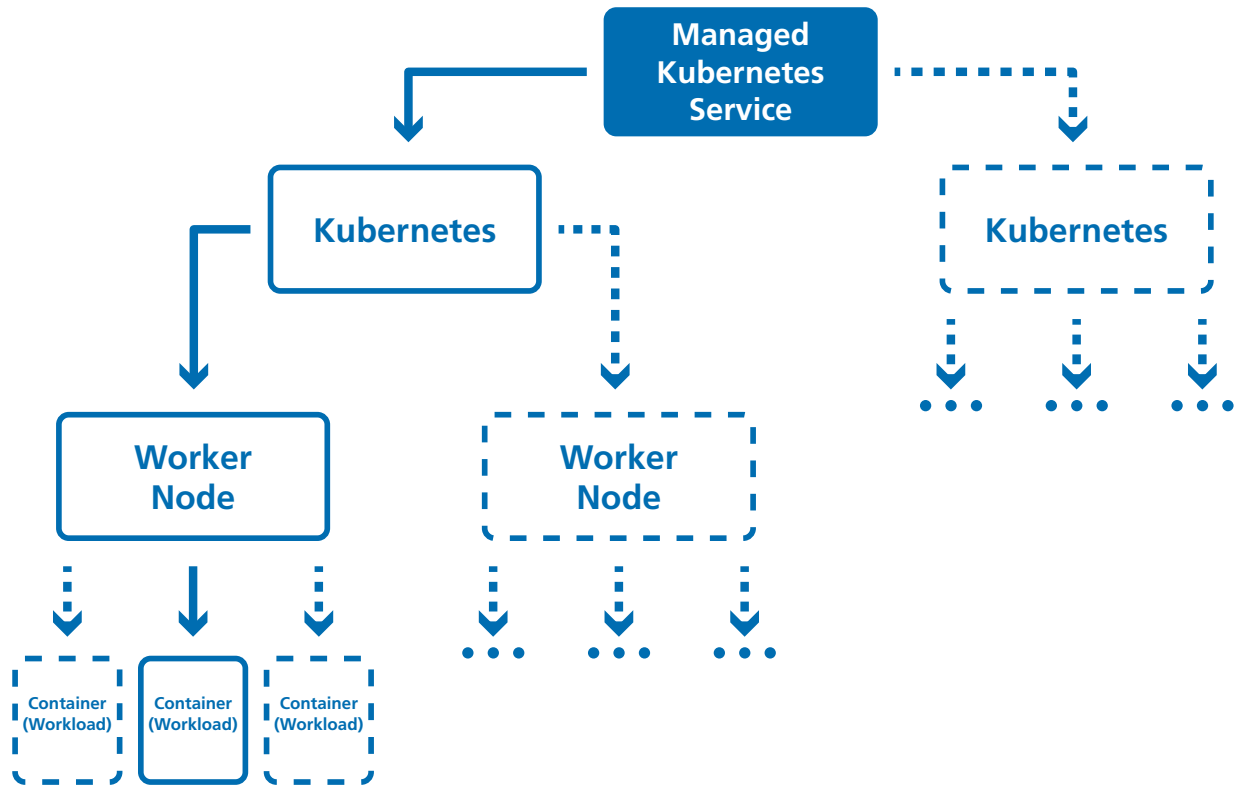 Managed
Kubernetes
Service
Kubernetes
Kubernetes
Worker
Node
Worker
Node
Container
(Workload)
Container
(Workload)
Container
(Workload)